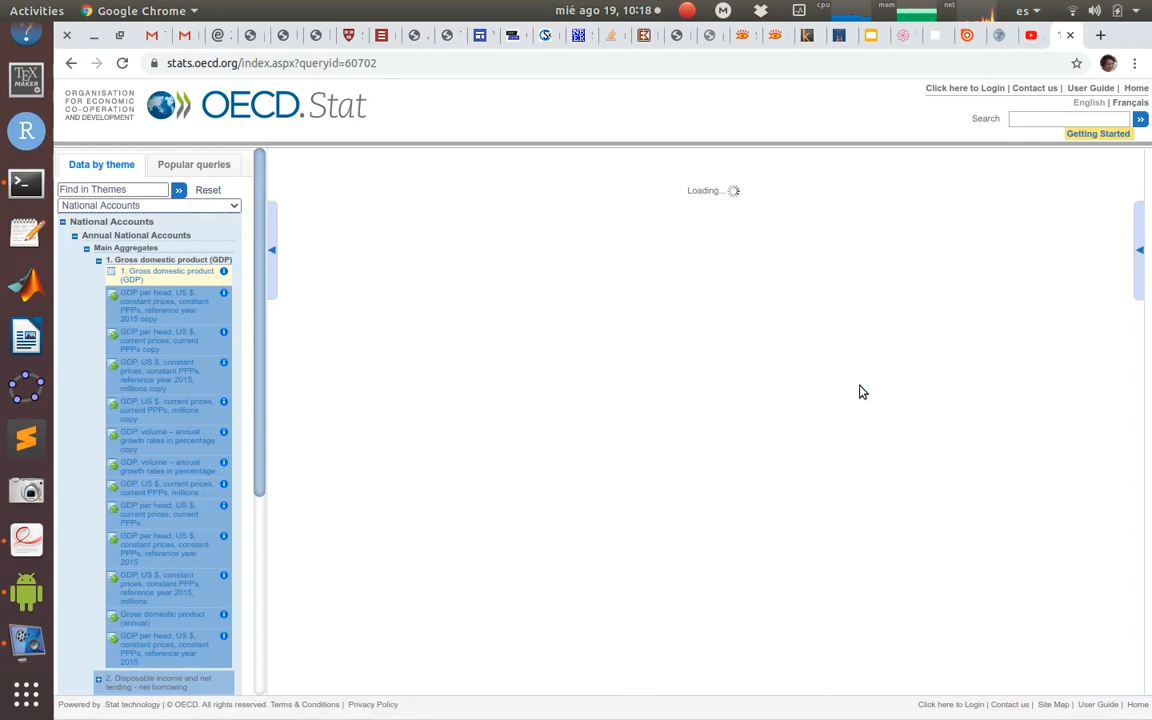 Activities
Google Chrome
mié ago 19, 10:18
cpu
mem
net
es
stats.oecd.org/index.aspx?queryid=60702
ORGANISATION
FOR ECONOMIC
CO-OPERATION
AND DEVELOPMENT
OECD.Stat
Click here to Login | Contact us | User Guide | Home
English | Français
Search
Getting Started
Data by theme
Popular queries
Find in Themes
Reset
National Accounts
National Accounts
Annual National Accounts
Main Aggregates
1. Gross domestic product (GDP)
1. Gross domestic product
(GDP)
GDP per head, US $,
constant prices, constant
PPPs, reference year
2015 copy
GDP per head, US $,
current prices, current
PPPs copy
GDP, US $, constant
prices, constant PPPs,
reference year 2015,
millions copy
GDP, US $, current prices,
current PPPs, millions
copy
GDP, volume – annual
growth rates in percentage
copy
GDP, volume – annual
growth rates in percentage
GDP, US $, current prices,
current PPPs, millions
GDP per head, US $,
current prices, current
PPPs
GDP per head, US $,
constant prices, constant
PPPs, reference year
2015
GDP, US $, constant
prices, constant PPPs,
reference year 2015,
millions
Gross domestic product
(annual)
GDP per head, US $,
constant prices, constant
PPPs, reference year
2015
2. Disposable income and net
lending - net borrowing
Loading...
Powered by .Stat technology | © OECD. All rights reserved. Terms & Conditions | Privacy Policy
Click here to Login | Contact us | Site Map | User Guide | Home